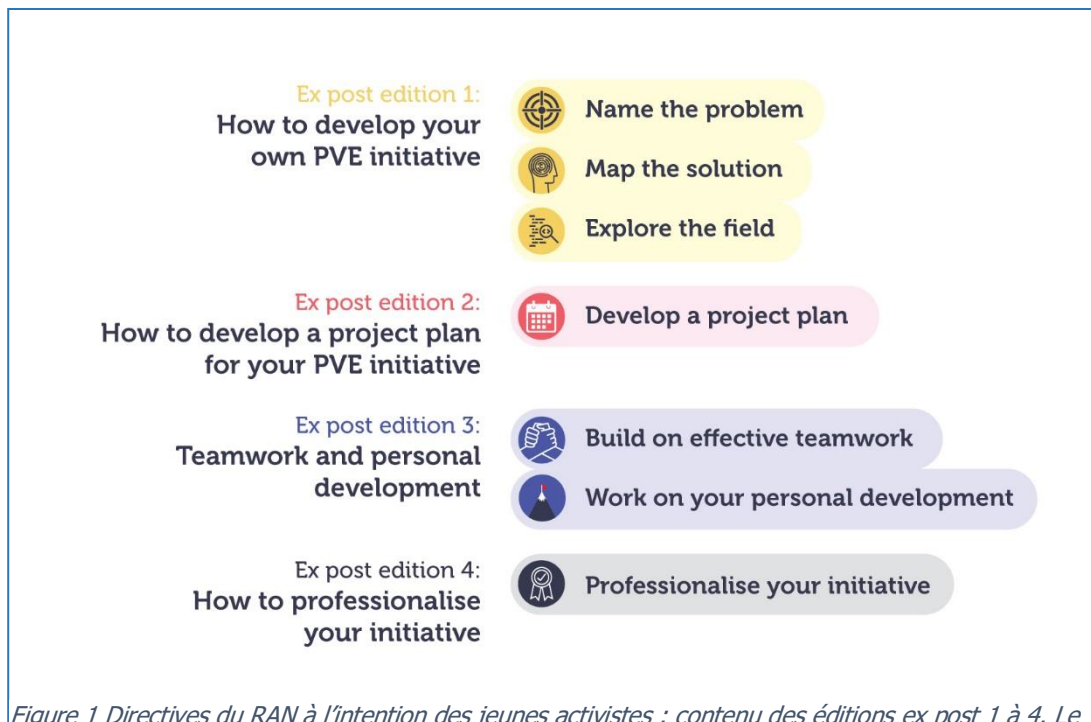 Ex post edition 1:
How to develop your
own PVE initiative
Name the problem
Map the solution
Explore the field
Ex post edition 2:
How to develop a project plan
for your PVE initiative
Develop a project plan
Ex post edition 3:
Teamwork and personal
development
Build on effective teamwork
Work on your personal development
Ex post edition 4:
How to professionalise
your initiative
Professionalise your initiative
Figure 1 Directives du RAN à l'intention des jeunes activistes : contenu des éditions ex post 1 à 4. Le